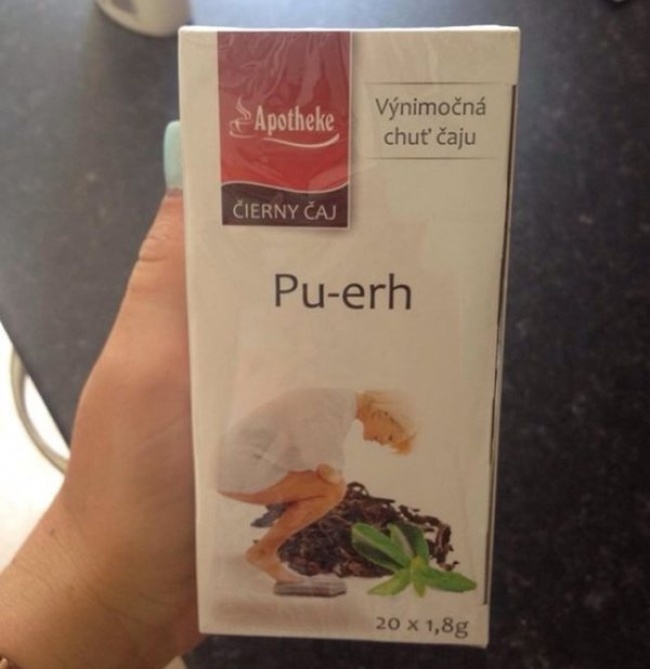 Apotheke
ČIERNY ČAJ
Výnimočná
chuť čaju
Pu-erh
20 x 1,8g